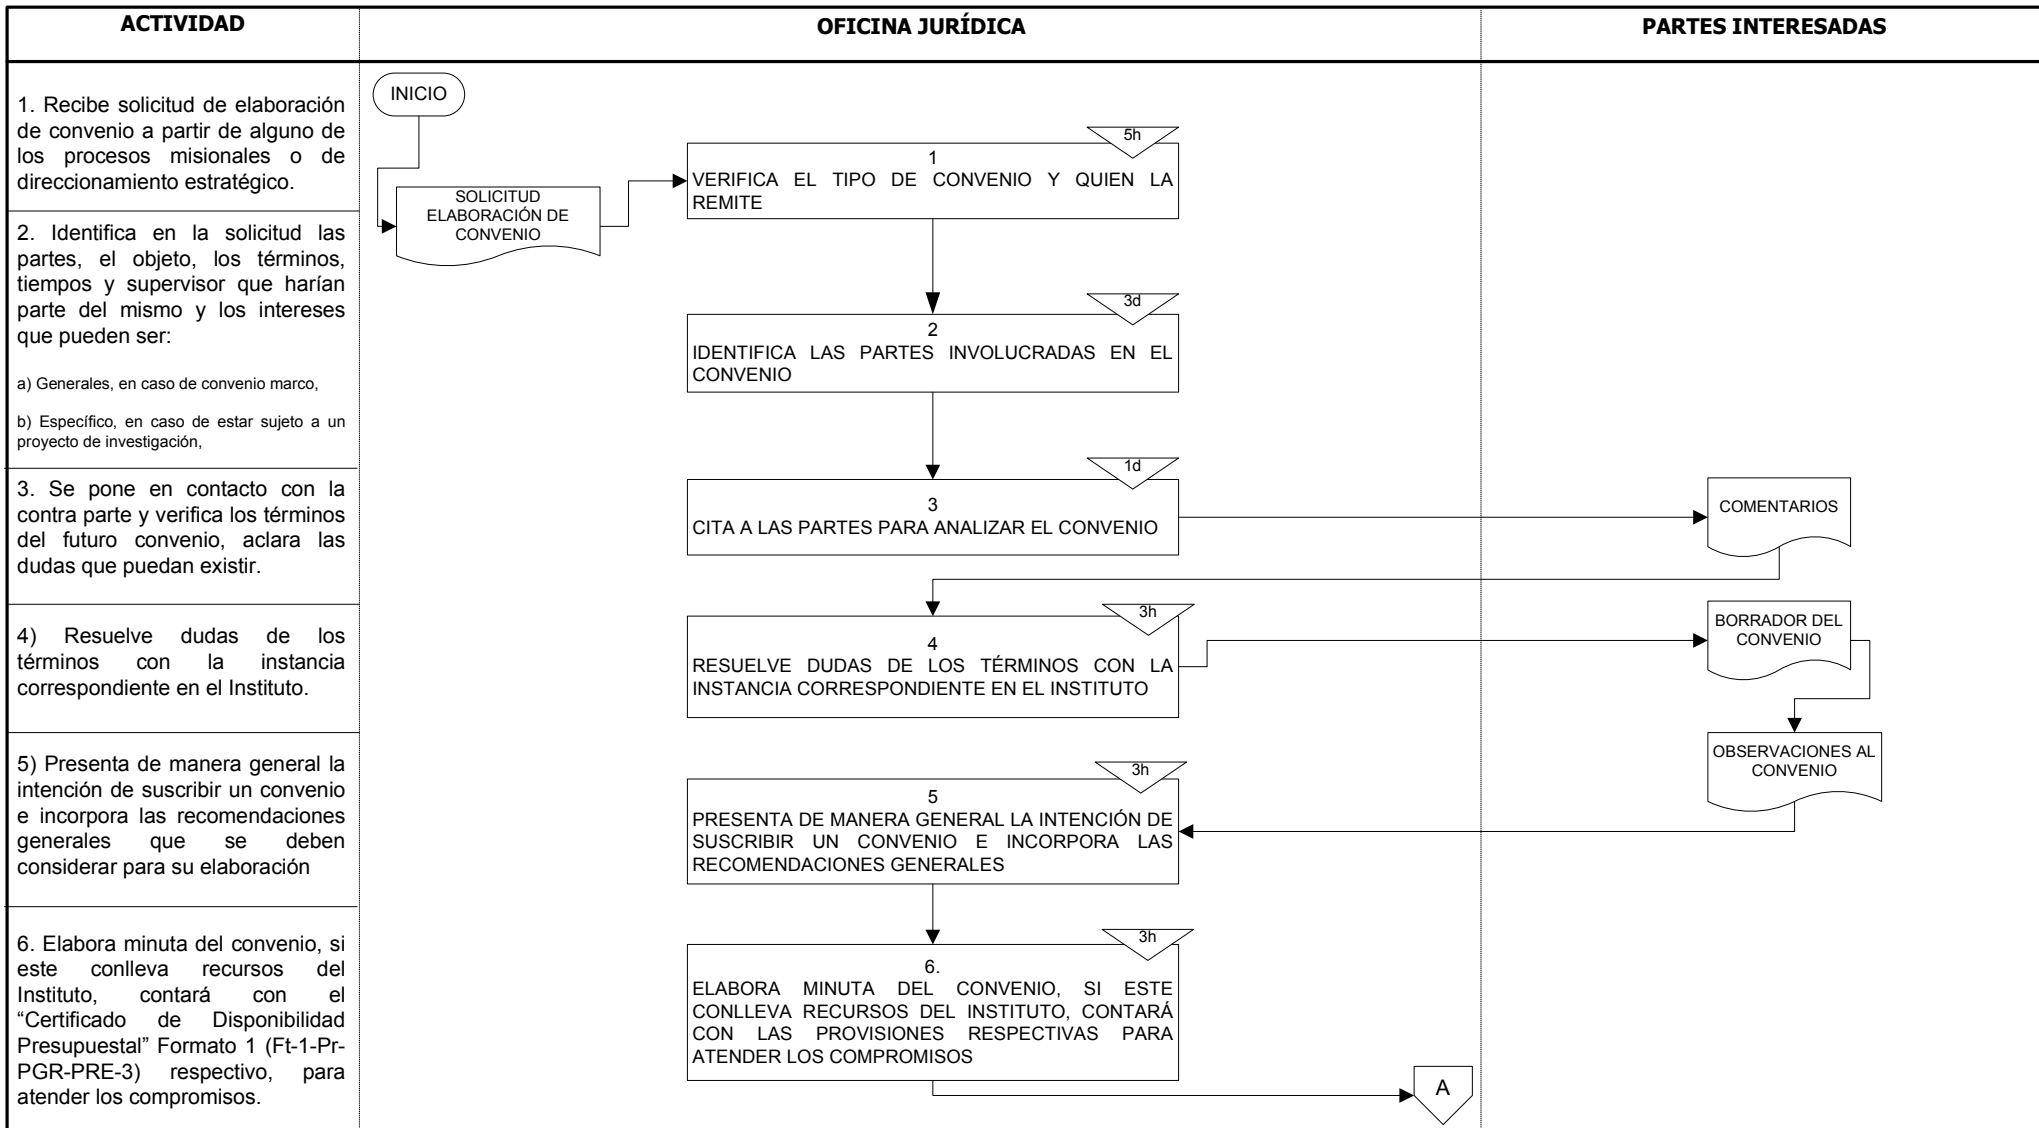 ACTIVIDAD
OFICINA JURÍDICA
PARTES INTERESADAS
1. Recibe solicitud de elaboración
de convenio a partir de alguno de
los procesos misionales o de
direccionamiento estratégico.
2. Identifica en la solicitud las
partes, el objeto, los términos,
tiempos y supervisor que harían
parte del mismo y los intereses
que pueden ser:
a) Generales, en caso de convenio marco,
b) Específico, en caso de estar sujeto a un
proyecto de investigación,
3. Se pone en contacto con la
contra parte y verifica los términos
del futuro convenio, aclara las
dudas que puedan existir.
4) Resuelve dudas de los
términos con la instancia
correspondiente en el Instituto.
5) Presenta de manera general la
intención de suscribir un convenio
e incorpora las recomendaciones
generales que se deben
considerar para su elaboración
6. Elabora minuta del convenio, si
este conlleva recursos del
Instituto, contará con el
“Certificado de Disponibilidad
Presupuestal” Formato 1 (Ft-1-Pr-
PGR-PRE-3) respectivo, para
atender los compromisos.
INICIO
SOLICITUD
ELABORACIÓN DE
CONVENIO
5h
1
VERIFICA EL TIPO DE CONVENIO Y QUIEN LA
REMITE
3d
2
IDENTIFICA LAS PARTES INVOLUCRADAS EN EL
CONVENIO
1d
3
CITA A LAS PARTES PARA ANALIZAR EL CONVENIO
COMENTARIOS
3h
4
RESUELVE DUDAS DE LOS TÉRMINOS CON LA
INSTANCIA CORRESPONDIENTE EN EL INSTITUTO
BORRADOR DEL
CONVENIO
OBSERVACIONES AL
CONVENIO
3h
5
PRESENTA DE MANERA GENERAL LA INTENCIÓN DE
SUSCRIBIR UN CONVENIO E INCORPORA LAS
RECOMENDACIONES GENERALES
3h
6.
ELABORA MINUTA DEL CONVENIO, SI ESTE
CONLLEVA RECURSOS DEL INSTITUTO, CONTARÁ
CON LAS PROVISIONES RESPECTIVAS PARA
ATENDER LOS COMPROMISOS
A